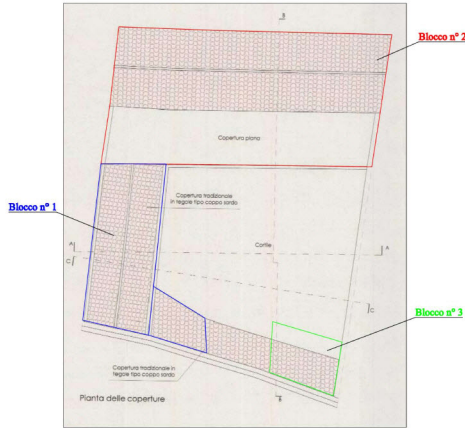 B
Blocco n° 2
Copertura piana
Copertura tradizionale
in tegole tipo coppo sardo
Blocco n° 1
A
Cortile
A
C
C
Blocco n° 3
Copertura tradizionale in
tegole tipo coppo sardo
B
Pianta delle coperture